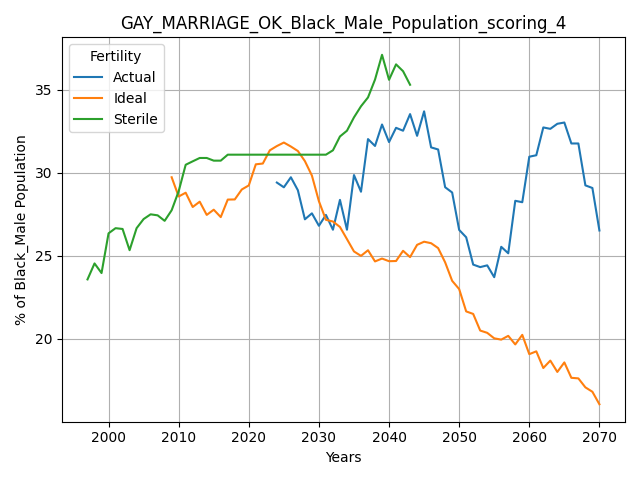 GAY_MARRIAGE_OK_Black_Male_Population_scoring_4
Fertility
Actual
Ideal
Sterile
% of Black_Male Population
35
30
25
20
2000 2010 2020 2030 2040 2050 2060 2070
Years